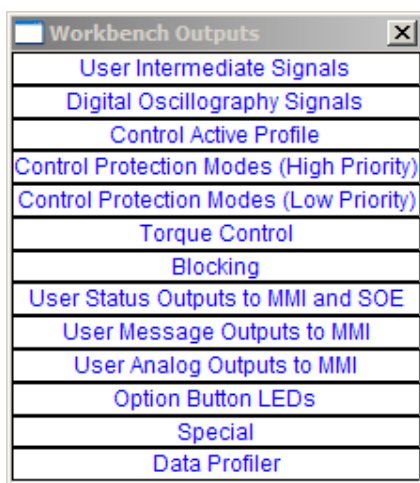 Workbench Outputs
User Intermediate Signals
Digital Oscillography Signals
Control Active Profile
Control Protection Modes (High Priority)
Control Protection Modes (Low Priority)
Torque Control
Blocking
User Status Outputs to MMI and SOE
User Message Outputs to MMI
User Analog Outputs to MMI
Option Button LEDs
Special
Data Profiler